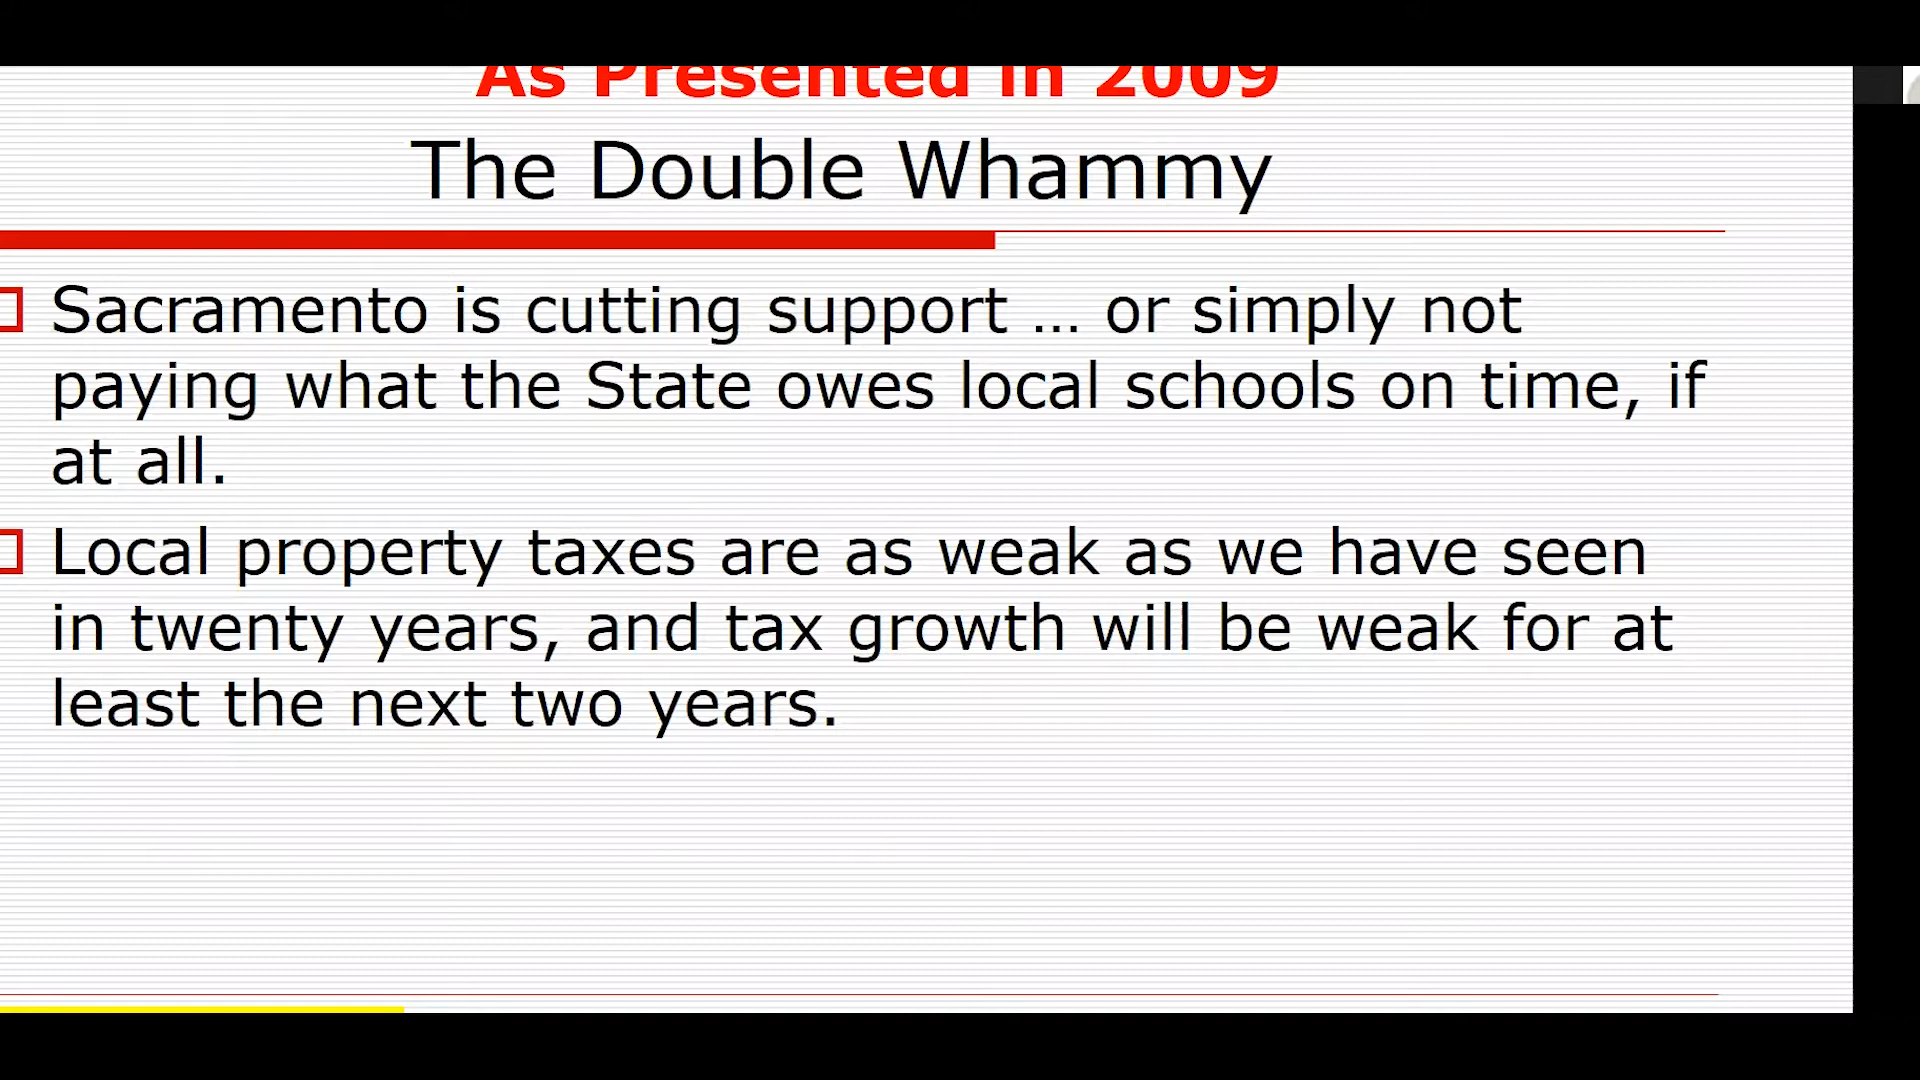 As Presented in 2009
The Double Whammy
Sacramento is cutting support … or simply not
paying what the State owes local schools on time, if
at all.
Local property taxes are as weak as we have seen
in twenty years, and tax growth will be weak for at
least the next two years.